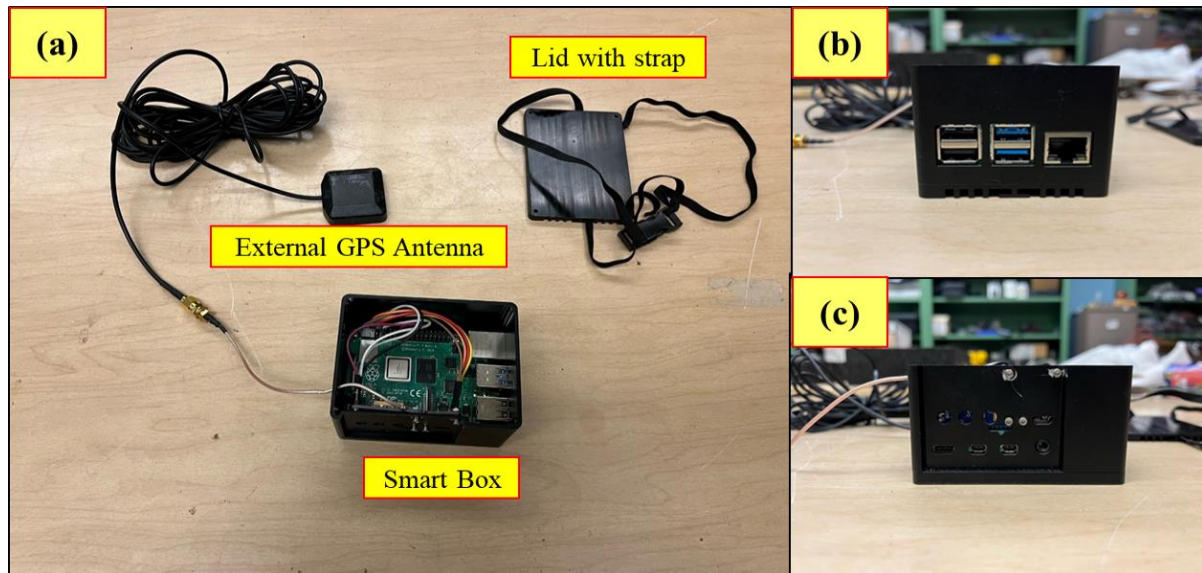 (a)
Lid with strap
External GPS Antenna
Smart Box
(b)
(c)